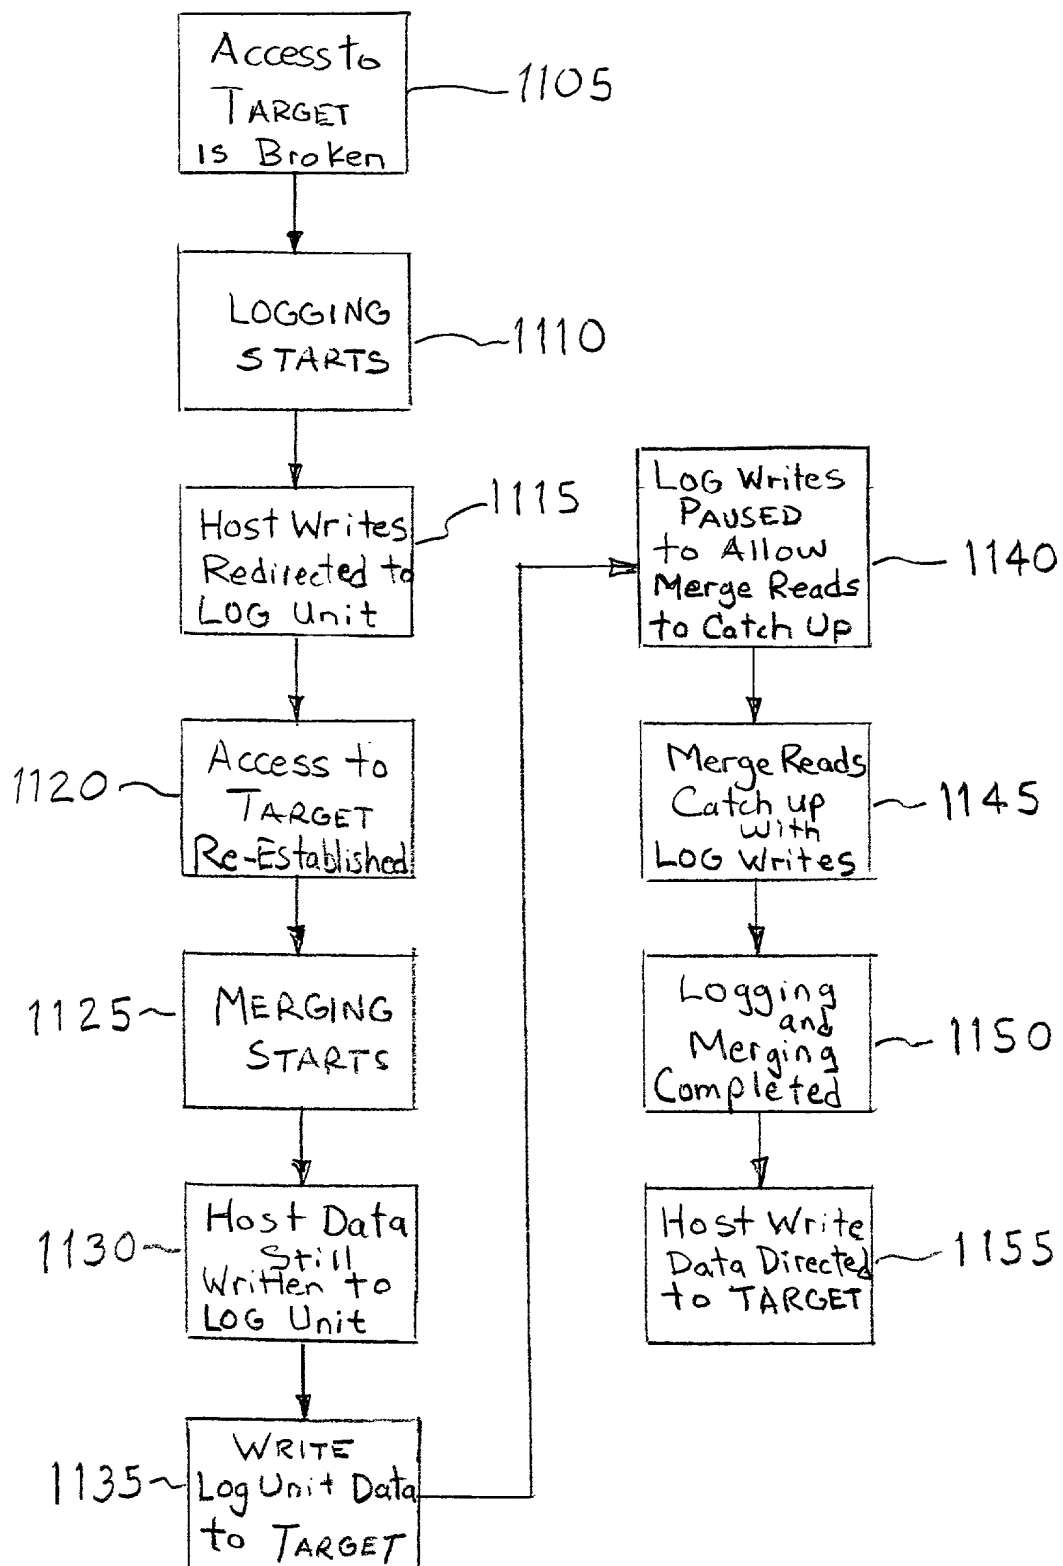 Access to
TARGET
is Broken
1105
LOGGING
STARTS
1110
Host Writes
Redirected to
LOG Unit
1115
Access to
TARGET
Re-Established
1120
MERGING
STARTS
1125
Host Data
Still
Written to
LOG Unit
1130
WRITE
Log Unit Data
to TARGET
1135
LOG Writes
PAUSED
to Allow
Merge Reads
to Catch Up
1140
Merge Reads
Catch up
with
LOG Writes
1145
Logging
and
Merging
Completed
1150
Host Write
Data Directed
to TARGET
1155